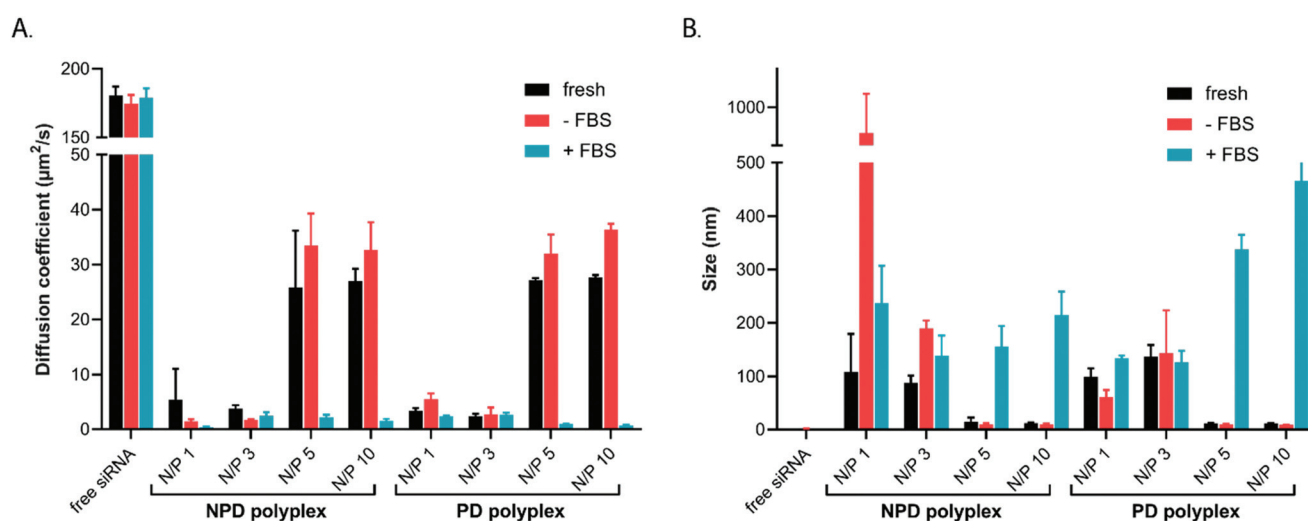 A.
Diffusion coefficient (μm²/s)
200
150
50
40
30
20
10
0
fresh
- FBS
+ FBS
free siRNA
N/P 1
N/P 3
N/P 5
N/P 10
N/P 1
N/P 3
N/P 5
N/P 10
NPD polyplex
PD polyplex
B.
Size (nm)
1000
500
400
300
200
100
0
fresh
- FBS
+ FBS
free siRNA
N/P 1
N/P 3
N/P 5
N/P 10
N/P 1
N/P 3
N/P 5
N/P 10
NPD polyplex
PD polyplex